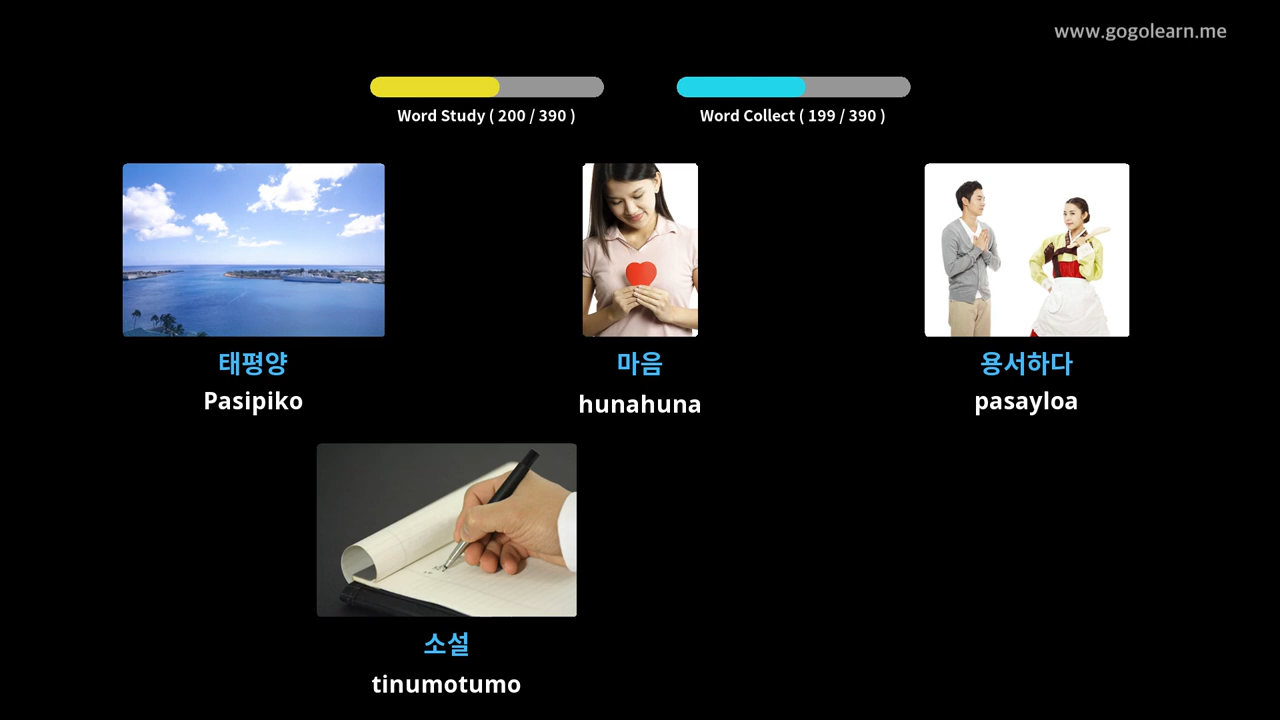 www.gogolearn.me
Word Study ( 200 / 390 )
Word Collect ( 199 / 390 )
태평양
Pasipiko
마음
hunahuna
용서하다
pasayloa
소설
tinumotumo